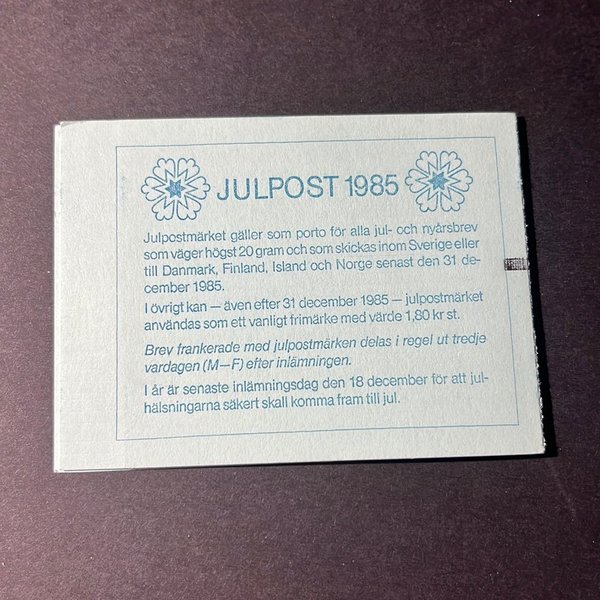 JULPOST 1985
Julpostmärket gäller som porto för alla jul- och nyårsbrev
som väger högst 20 gram och som skickas inom Sverige eller
till Danmark, Finland, Island och Norge senast den 31 de-
cember 1985.
I övrigt kan — även efter 31 december 1985 — julpostmärket
användas som ett vanligt frimärke med värde 1,80 kr st.
Brev frankerade med julpostmärken delas i regel ut tredje
vardagen (M—F) efter inlämningen.
I år är senaste inlämningsdag den 18 december för att jul-
hälsningarna säkert skall komma fram till jul.